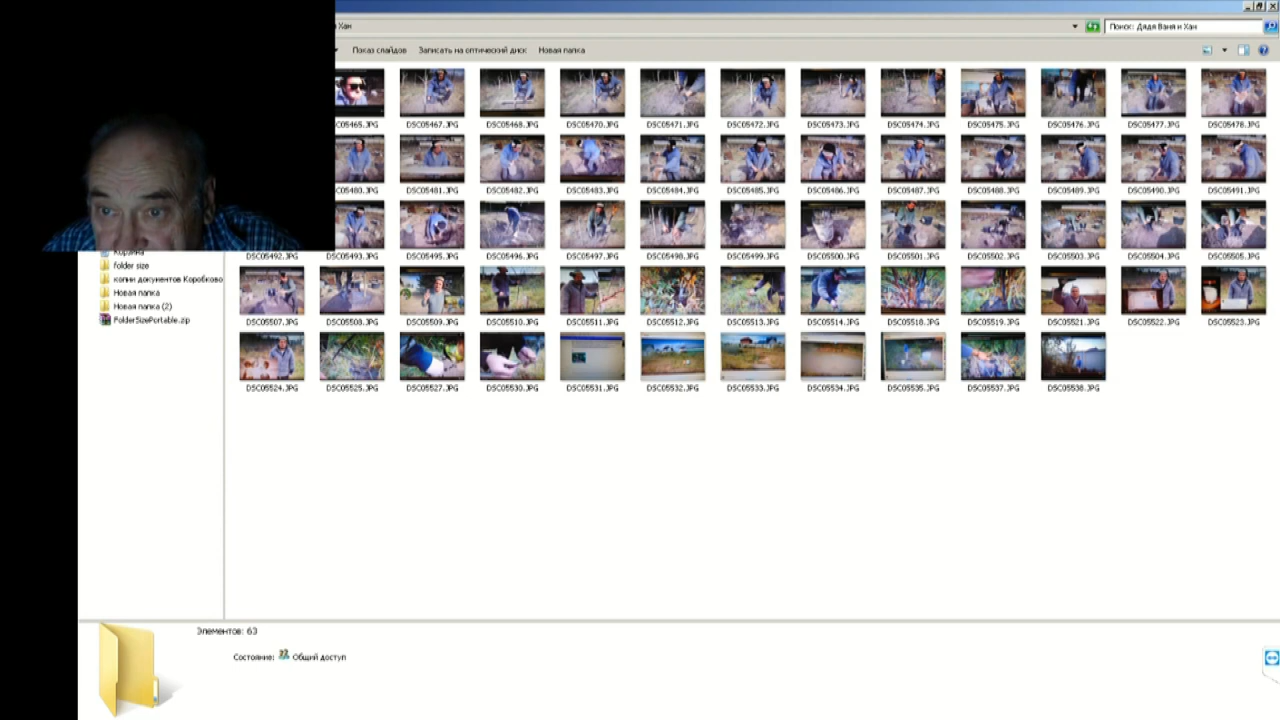 и Хан
Поиск: Дядя Ваня и Хан
Показ слайдов Записать на оптический диск Новая папка
DSC05465.JPG DSC05467.JPG DSC05468.JPG DSC05470.JPG DSC05471.JPG DSC05472.JPG DSC05473.JPG DSC05474.JPG DSC05475.JPG DSC05476.JPG DSC05477.JPG DSC05478.JPG
DSC05480.JPG DSC05481.JPG DSC05482.JPG DSC05483.JPG DSC05484.JPG DSC05485.JPG DSC05486.JPG DSC05487.JPG DSC05488.JPG DSC05489.JPG DSC05490.JPG DSC05491.JPG
DSC05492.JPG DSC05493.JPG DSC05495.JPG DSC05496.JPG DSC05497.JPG DSC05498.JPG DSC05499.JPG DSC05500.JPG DSC05501.JPG DSC05502.JPG DSC05503.JPG DSC05504.JPG DSC05505.JPG
Корзина
folder size
копии документов Коробково
Новая папка
Новая папка (2)
FolderSizePortable.zip
DSC05507.JPG DSC05508.JPG DSC05509.JPG DSC05510.JPG DSC05511.JPG DSC05512.JPG DSC05513.JPG DSC05514.JPG DSC05518.JPG DSC05519.JPG DSC05521.JPG DSC05522.JPG DSC05523.JPG
DSC05524.JPG DSC05525.JPG DSC05527.JPG DSC05530.JPG DSC05531.JPG DSC05532.JPG DSC05533.JPG DSC05534.JPG DSC05535.JPG DSC05537.JPG DSC05538.JPG
Элементов: 63
Состояние: Общий доступ